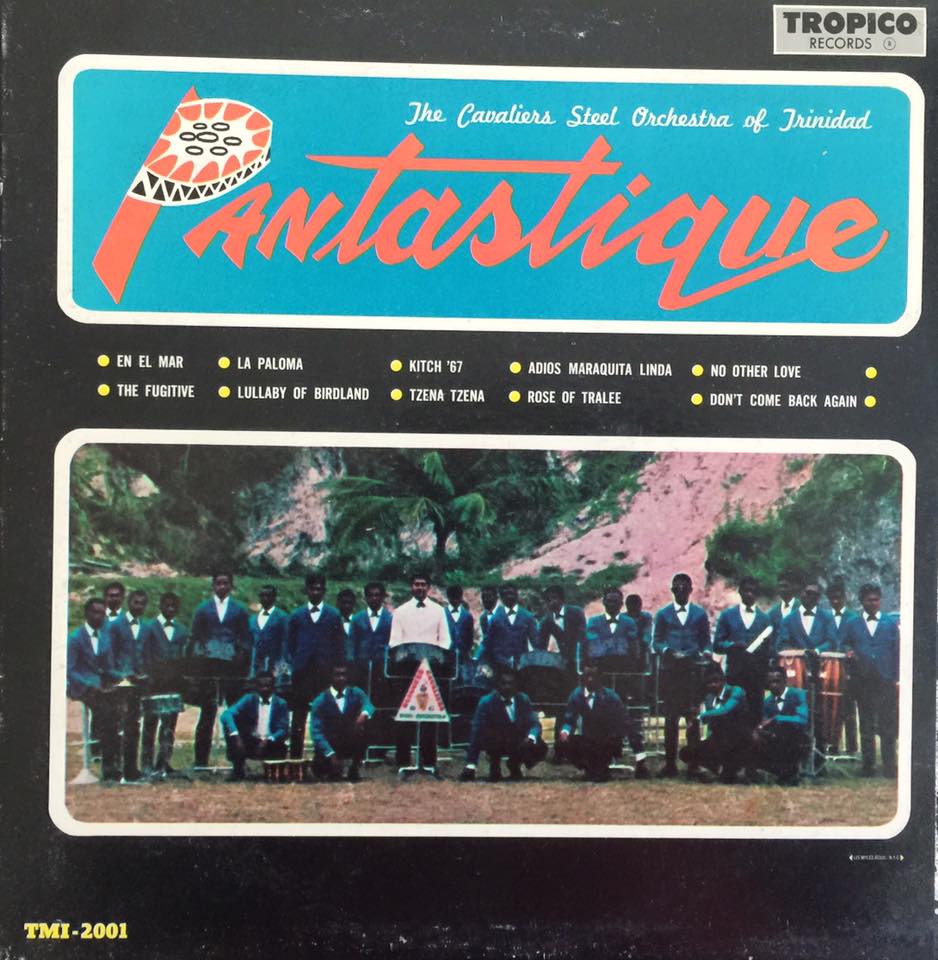 TROPICO
RECORDS ®
The Cavaliers Steel Orchestra of Trinidad
PANtastique
EN EL MAR
LA PALOMA
KITCH '67
ADIOS MARAQUITA LINDA
NO OTHER LOVE
THE FUGITIVE
LULLABY OF BIRDLAND
TZENA TZENA
ROSE OF TRALEE
DON'T COME BACK AGAIN
TMI-2001